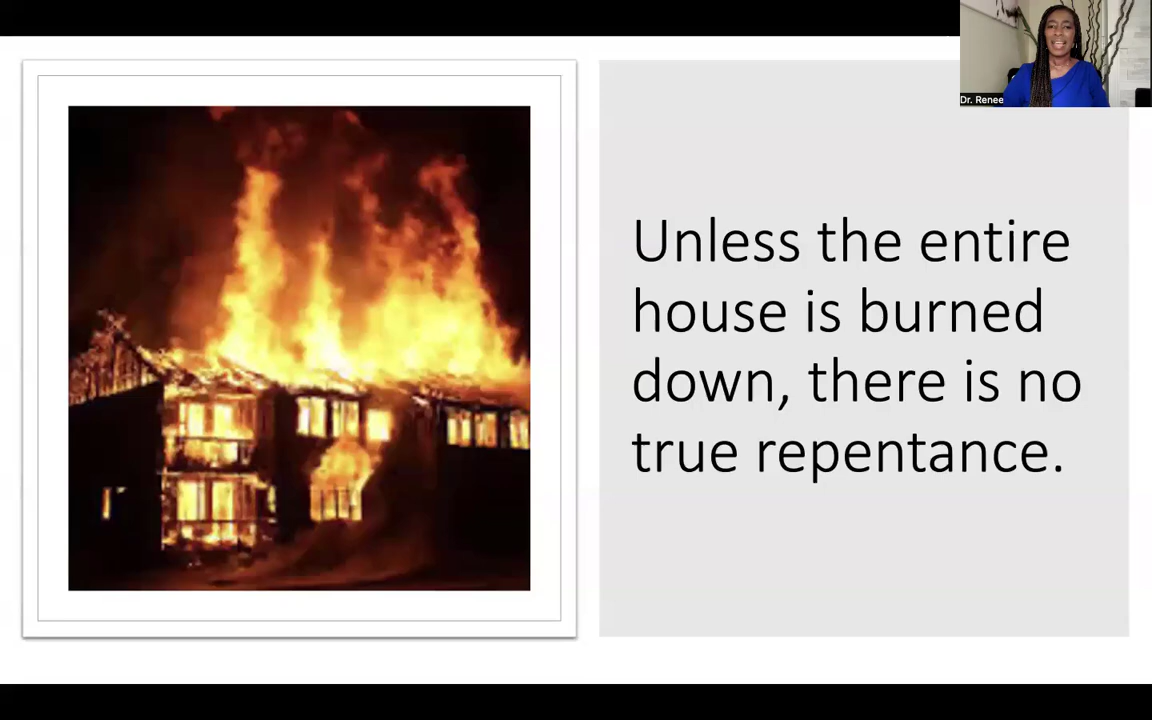 Dr. Renee
Unless the entire
house is burned
down, there is no
true repentance.